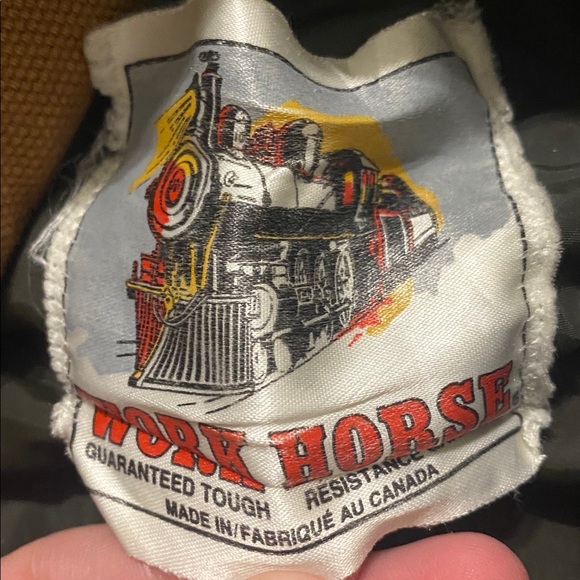 WORK HORSE
GUARANTEED TOUGH RESISTANCE
MADE IN/FABRIQUÉ AU CANADA